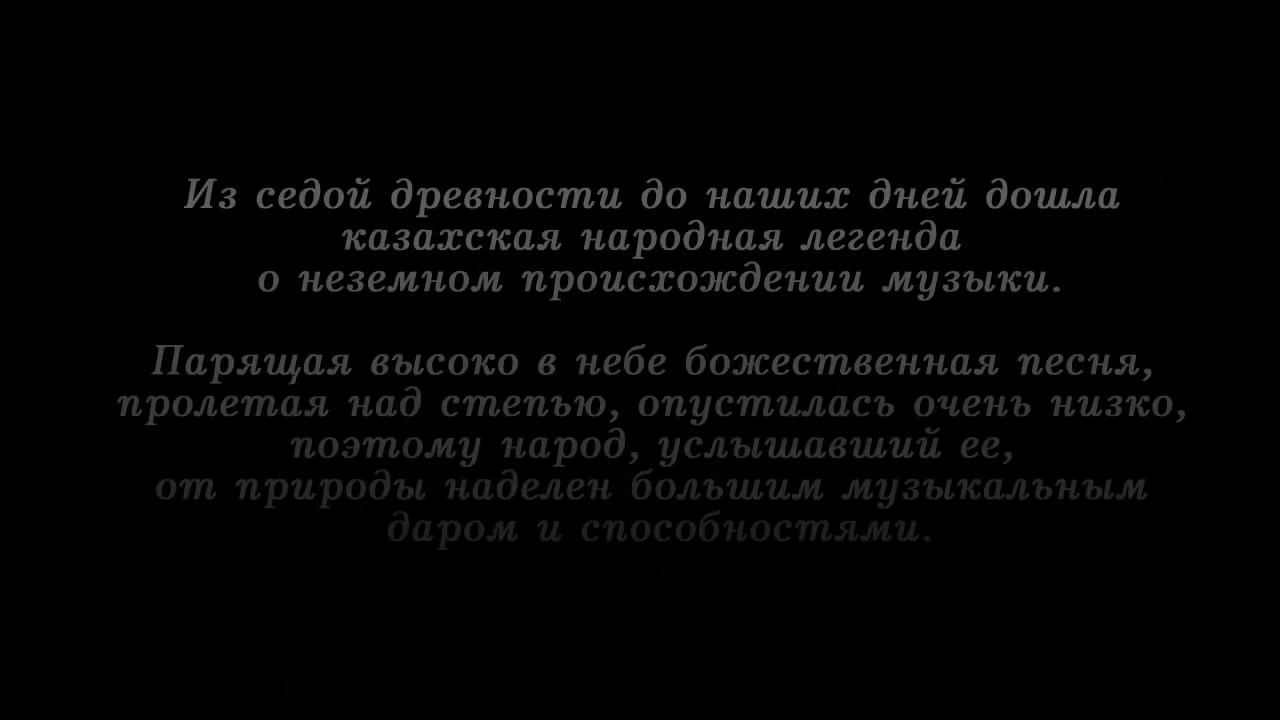 Из седой древности до наших дней дошла
казахская народная легенда
о неземном происхождении музыки.
Парящая высоко в небе божественная песня,
пролетая над степью, опустилась очень низко,
поэтому народ, услышавший ее,
от природы наделен большим музыкальным
даром и способностями.